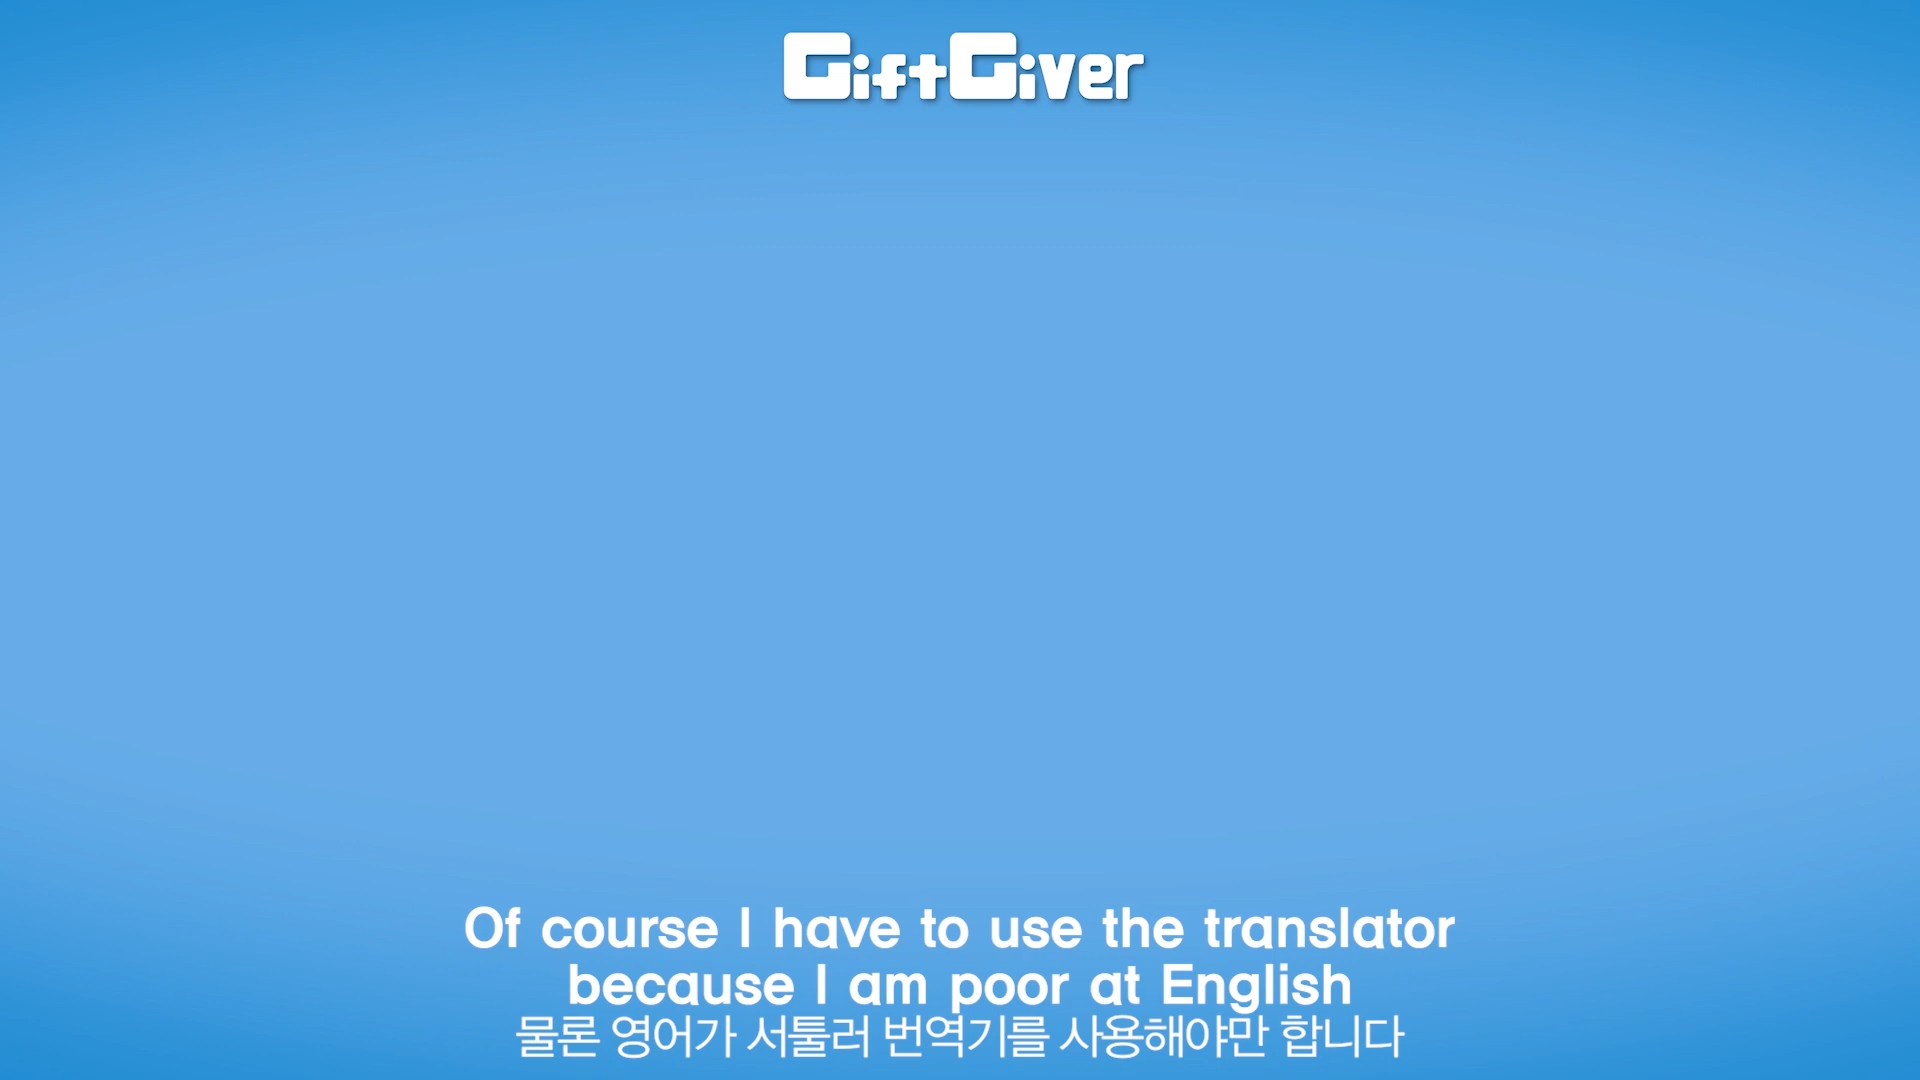 GiftGiver
Of course I have to use the translator
because I am poor at English
물론 영어가 서툴러 번역기를 사용해야만 합니다